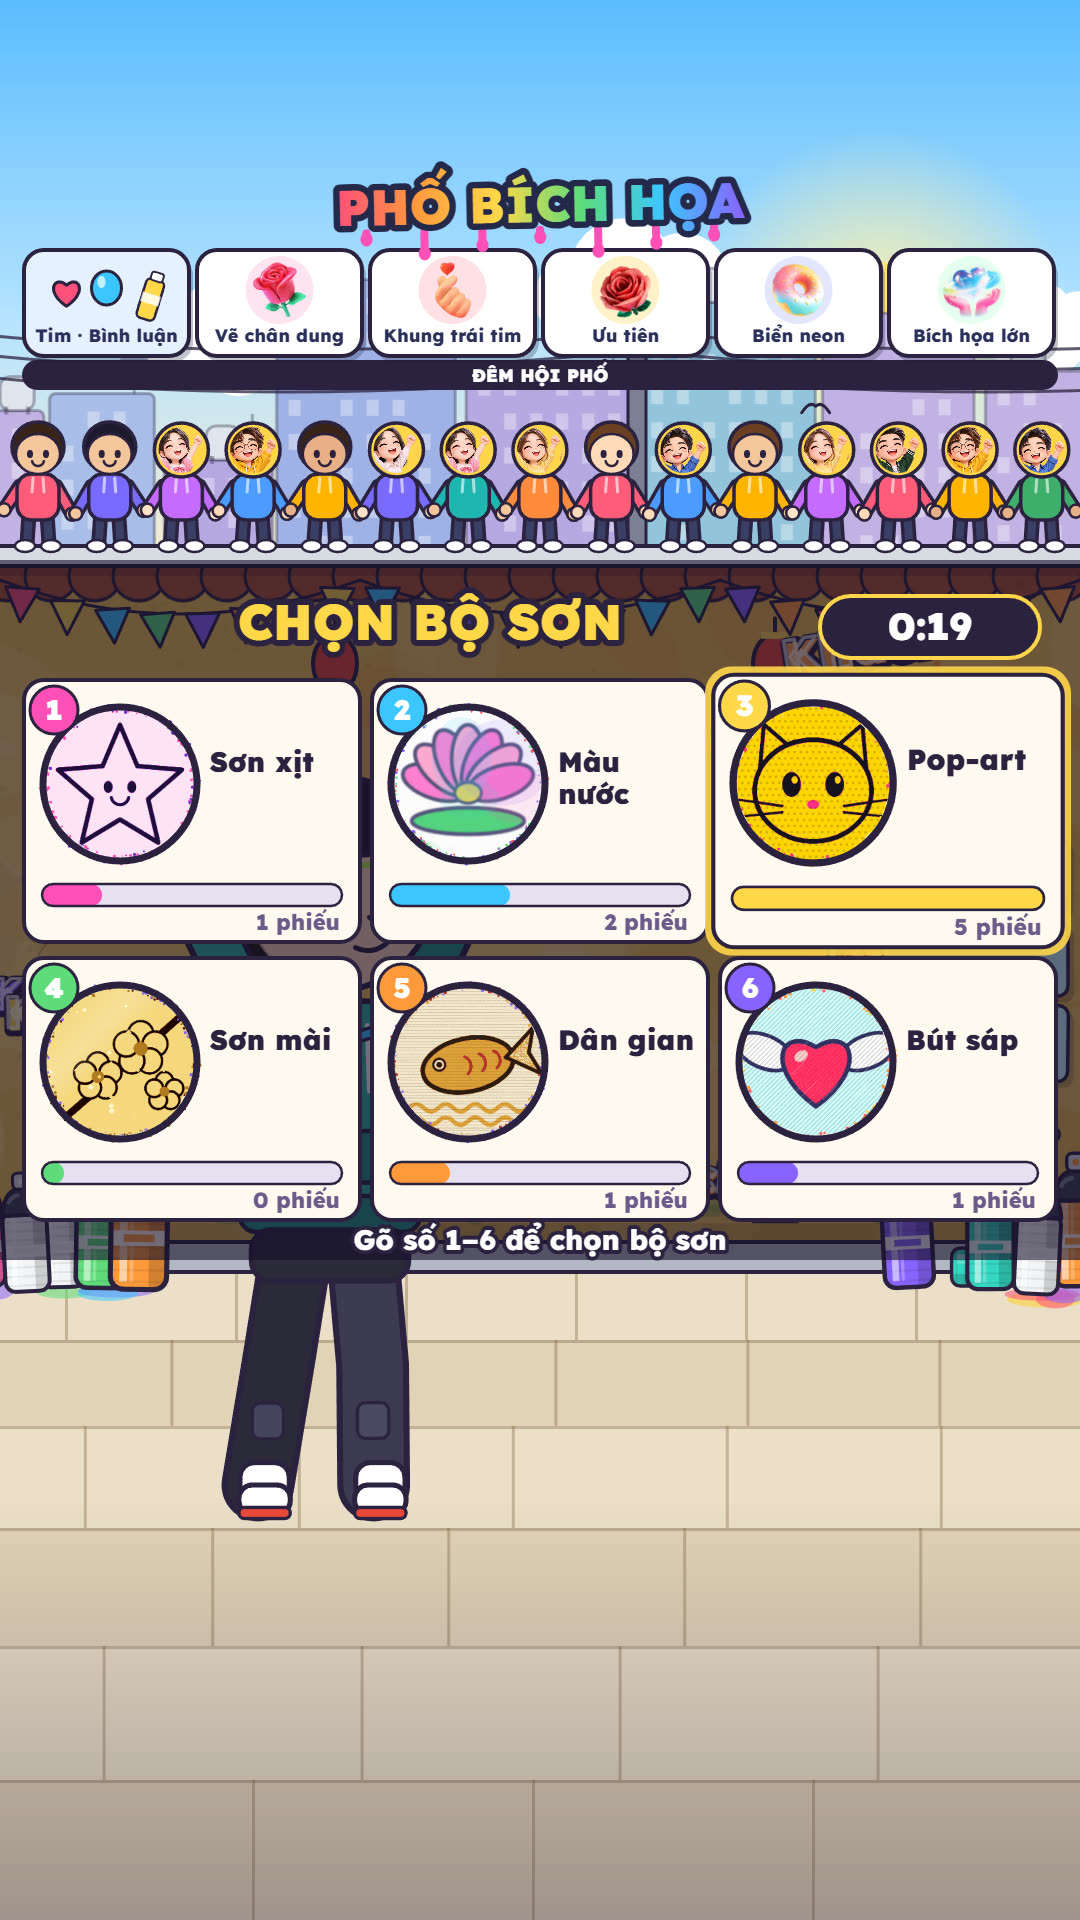 PHỐ BÍCH HỌA
Tim · Bình luận
Vẽ chân dung
Khung trái tim
Ưu tiên
Biển neon
Bích họa lớn
ĐÊM HỘI PHỐ
CHỌN BỘ SƠN
0:19
1
Sơn xịt
1 phiếu
2
Màu
nước
2 phiếu
3
Pop-art
5 phiếu
4
Sơn mài
0 phiếu
5
Dân gian
1 phiếu
6
Bút sáp
1 phiếu
Gõ số 1–6 để chọn bộ sơn